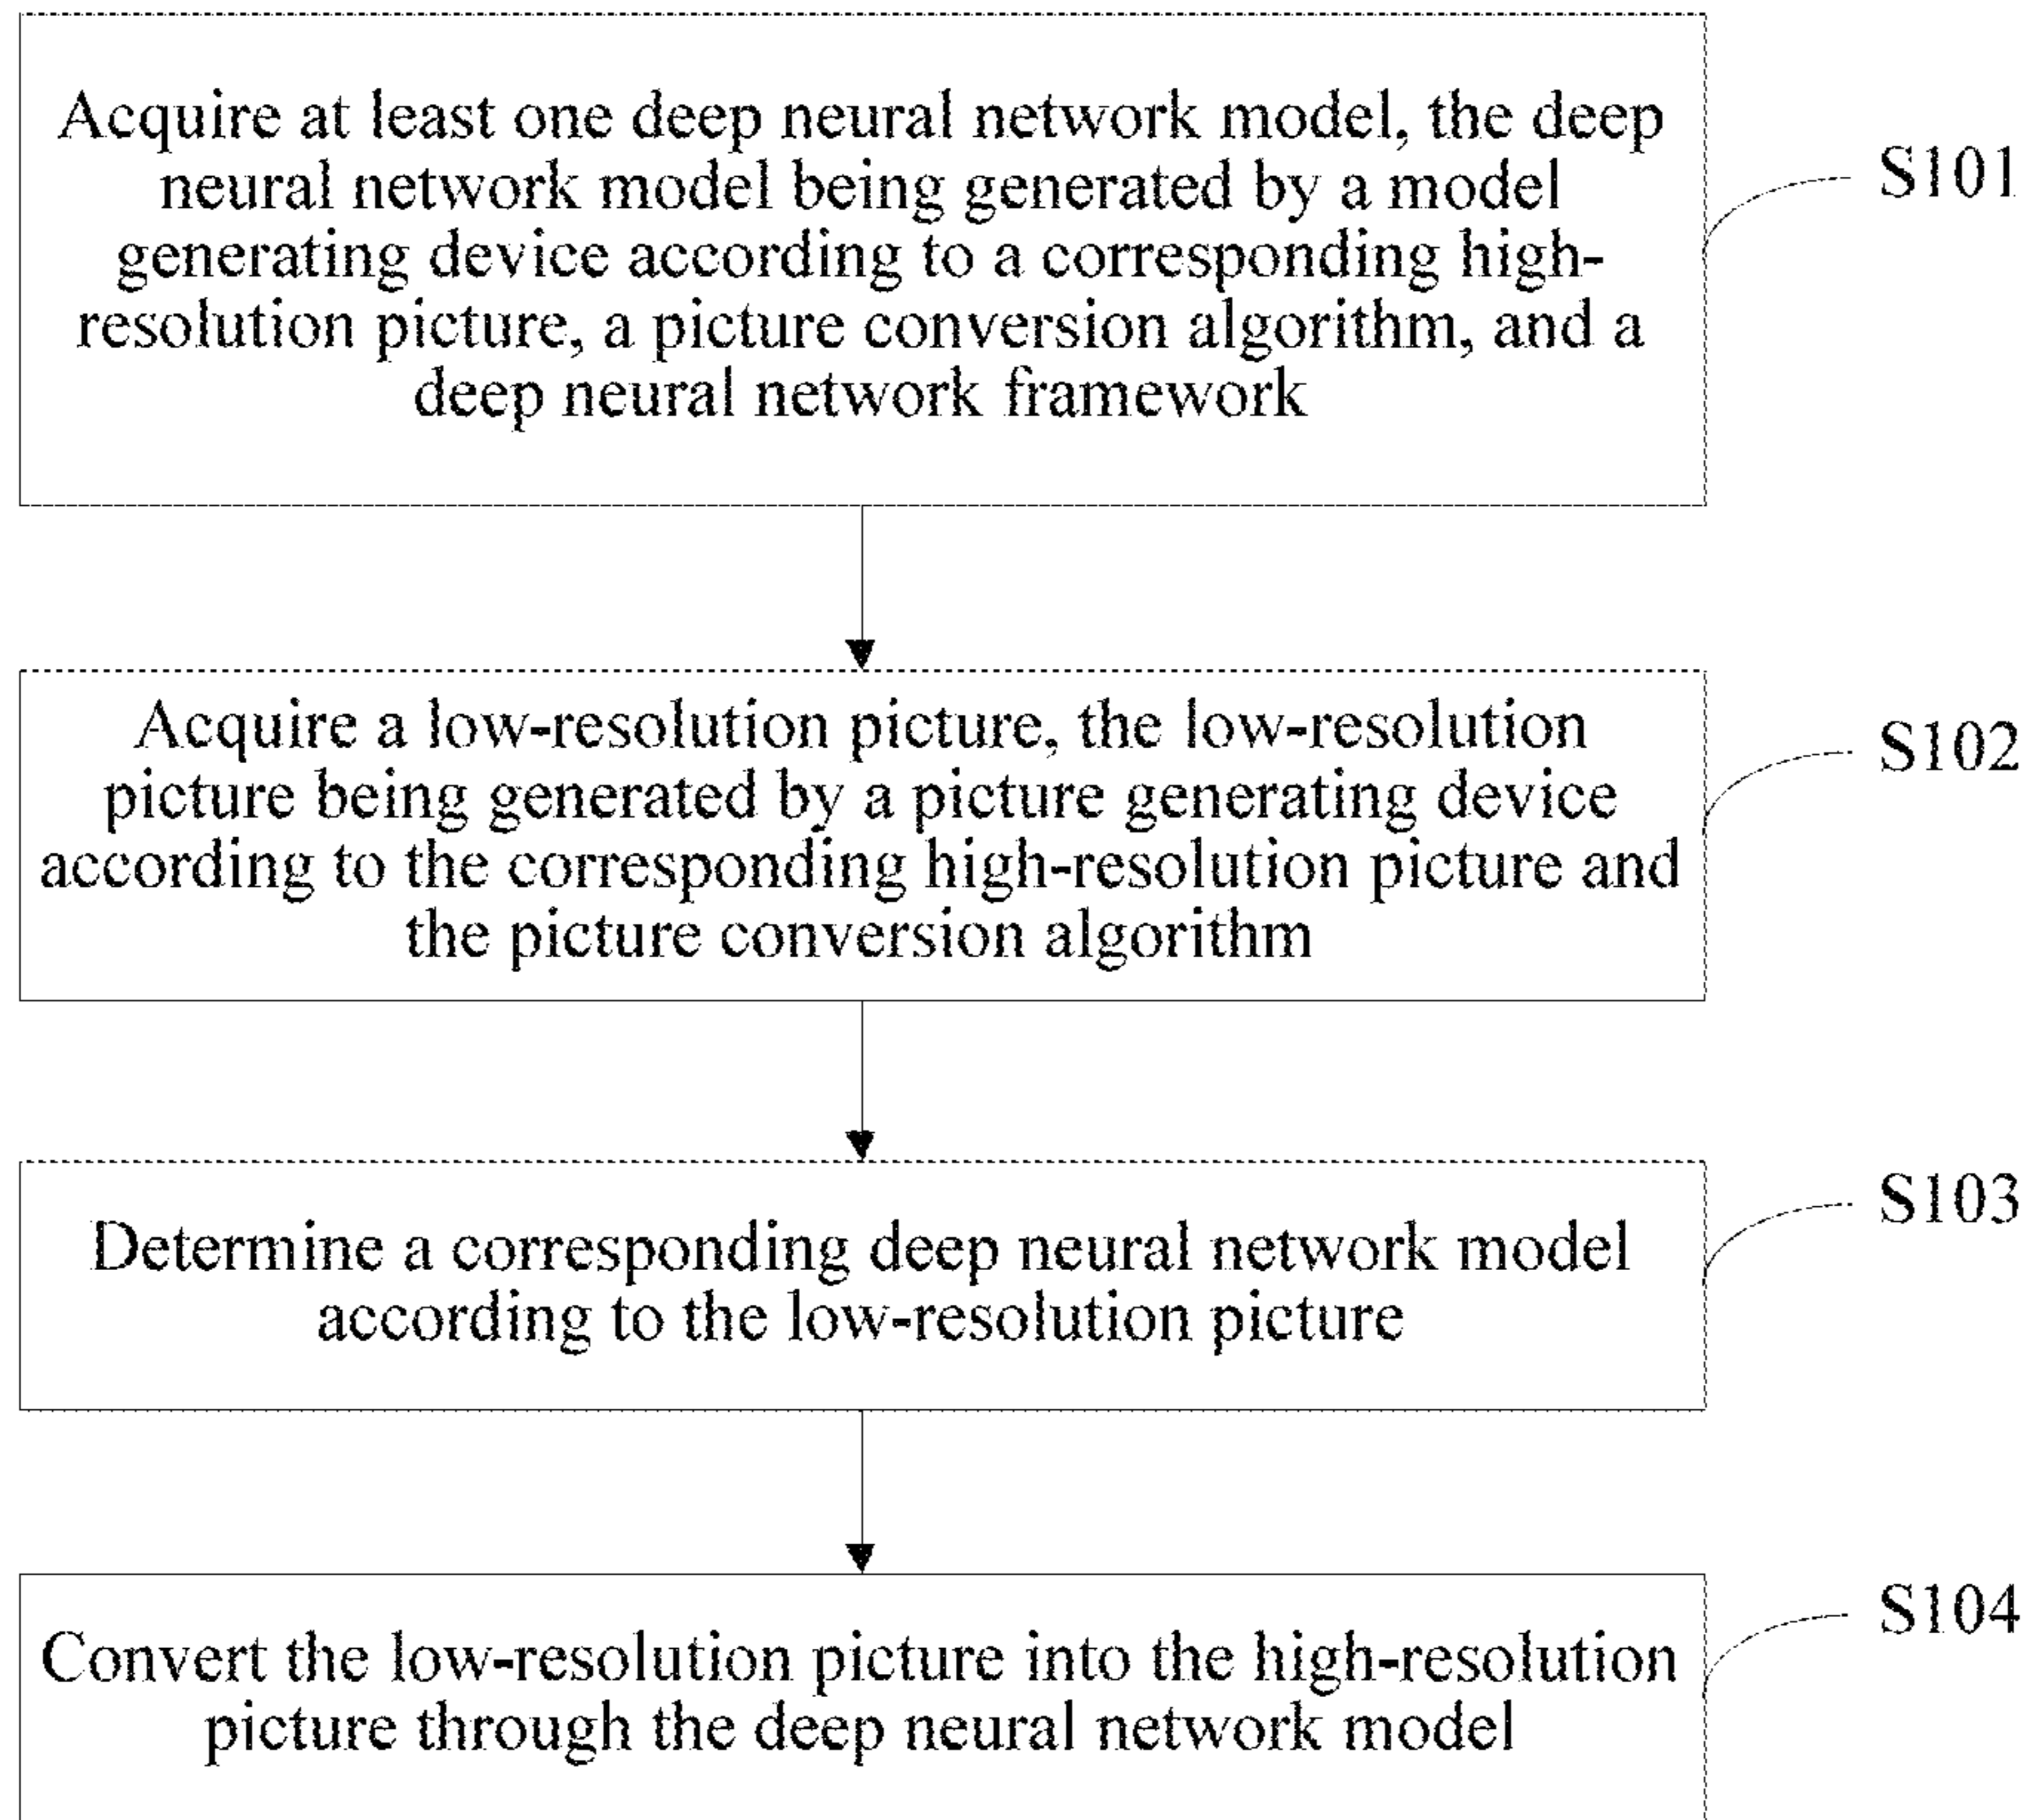 Acquire at least one deep neural network model, the deep
neural network model being generated by a model
generating device according to a corresponding high-
resolution picture, a picture conversion algorithm, and a
deep neural network framework
S101
Acquire a low-resolution picture, the low-resolution
picture being generated by a picture generating device
according to the corresponding high-resolution picture and
the picture conversion algorithm
S102
Determine a corresponding deep neural network model
according to the low-resolution picture
S103
Convert the low-resolution picture into the high-resolution
picture through the deep neural network model
S104